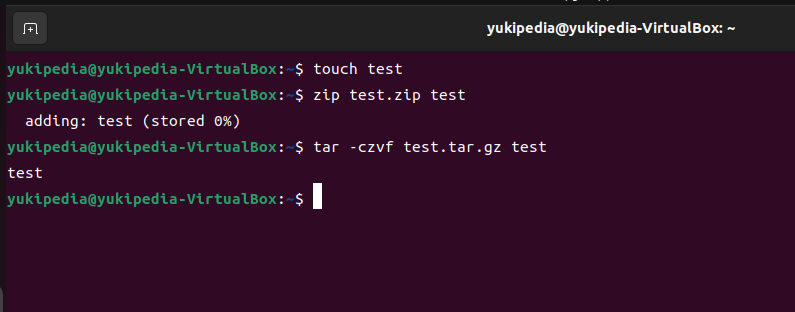 yukipedia@yukipedia-VirtualBox: ~
yukipedia@yukipedia-VirtualBox:~$ touch test
yukipedia@yukipedia-VirtualBox:~$ zip test.zip test
  adding: test (stored 0%)
yukipedia@yukipedia-VirtualBox:~$ tar -czvf test.tar.gz test
test
yukipedia@yukipedia-VirtualBox:~$